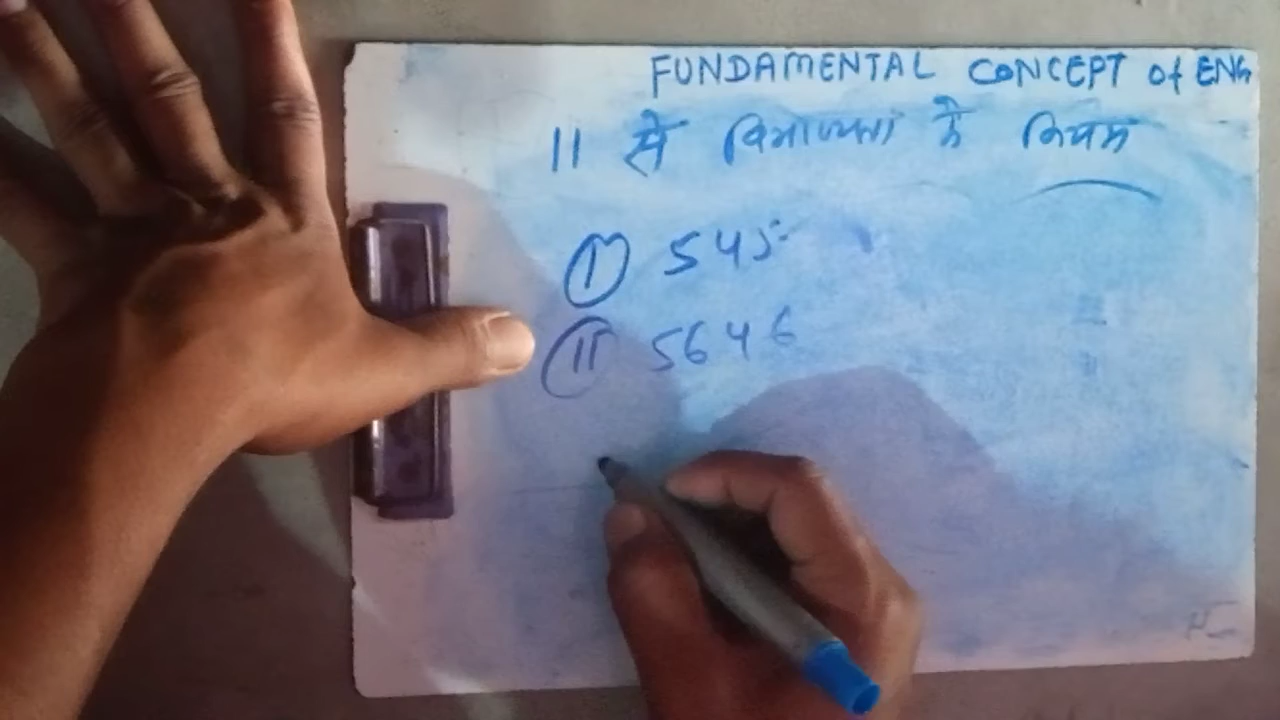 FUNDAMENTAL CONCEPT of ENG
11 से विभाज्यता के नियम
I 545
II 5646